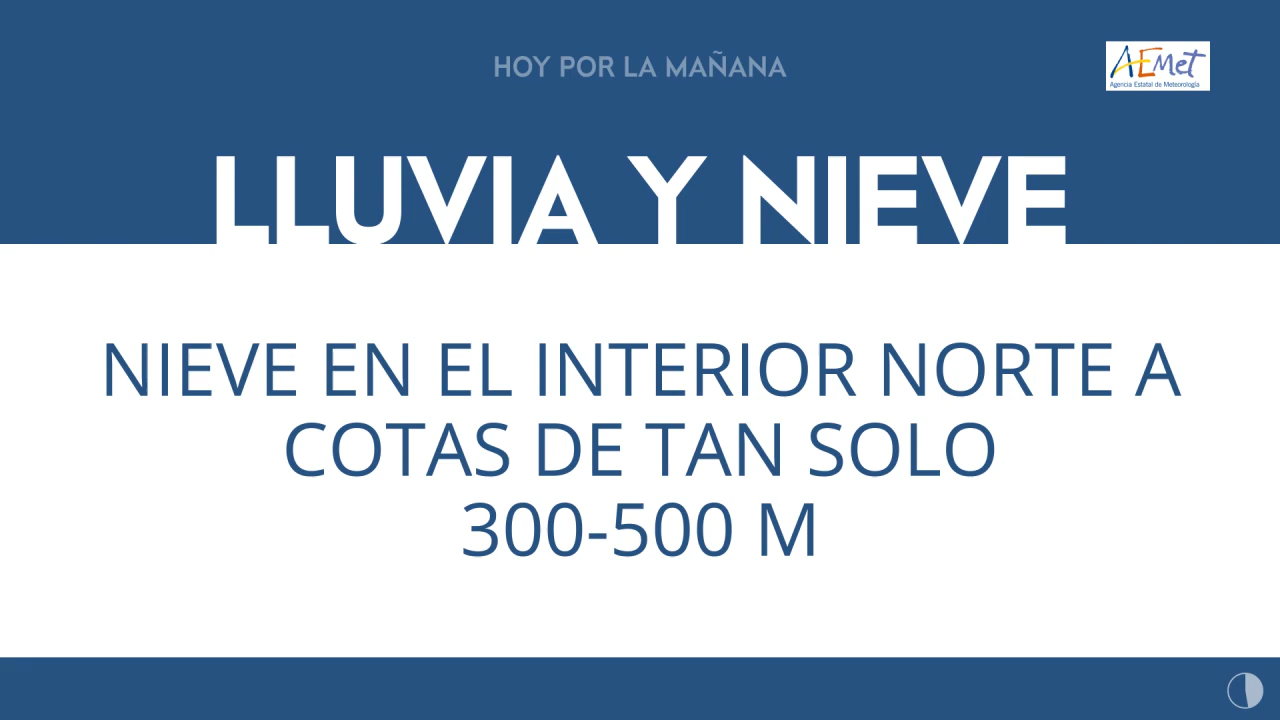 HOY POR LA MAÑANA
AEMet
Agencia Estatal de Meteorología
LLUVIA Y NIEVE
NIEVE EN EL INTERIOR NORTE A
COTAS DE TAN SOLO
300-500 M